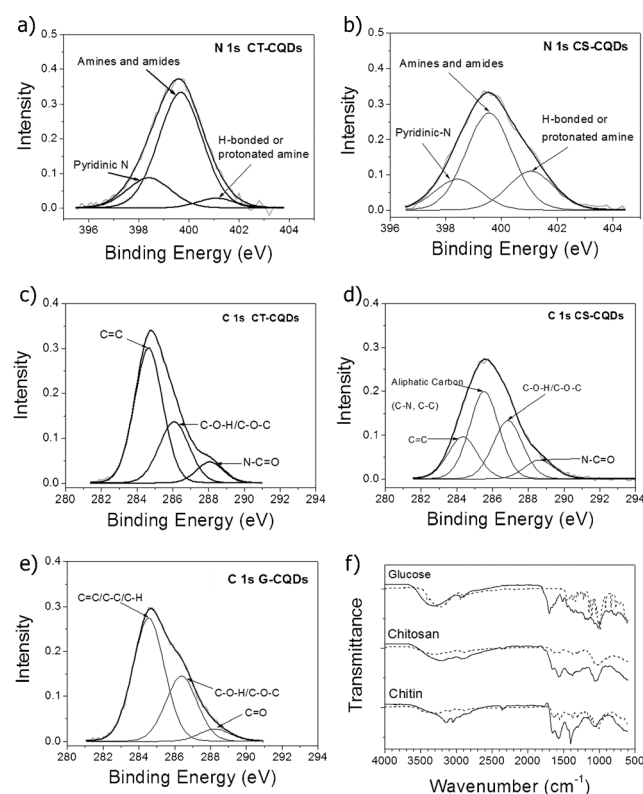 a)
N 1s CT-CQDs
Amines and amides
Pyridinic N
H-bonded or
protonated amine
Intensity
0.5
0.4
0.3
0.2
0.1
0.0
396 398 400 402 404
Binding Energy (eV)
b)
N 1s CS-CQDs
Amines and amides
Pyridinic-N
H-bonded or
protonated amine
Intensity
0.4
0.3
0.2
0.1
0.0
396 398 400 402 404
Binding Energy (eV)
c)
C 1s CT-CQDs
C=C
C-O-H/C-O-C
N-C=O
Intensity
0.4
0.3
0.2
0.1
0.0
280 282 284 286 288 290 292 294
Binding Energy (eV)
d)
C 1s CS-CQDs
Aliphatic Carbon
(C-N, C-C)
C=C
C-O-H/C-O-C
N-C=O
Intensity
0.4
0.3
0.2
0.1
0.0
280 282 284 286 288 290 292 294
Binding Energy (eV)
e)
C 1s G-CQDs
C=C/C-C/C-H
C-O-H/C-O-C
C=O
Intensity
0.4
0.3
0.2
0.1
0.0
280 282 284 286 288 290 292 294
Binding Energy (eV)
f)
Glucose
Chitosan
Chitin
Transmittance
4000 3500 3000 2500 2000 1500 1000 500
Wavenumber (cm⁻¹)